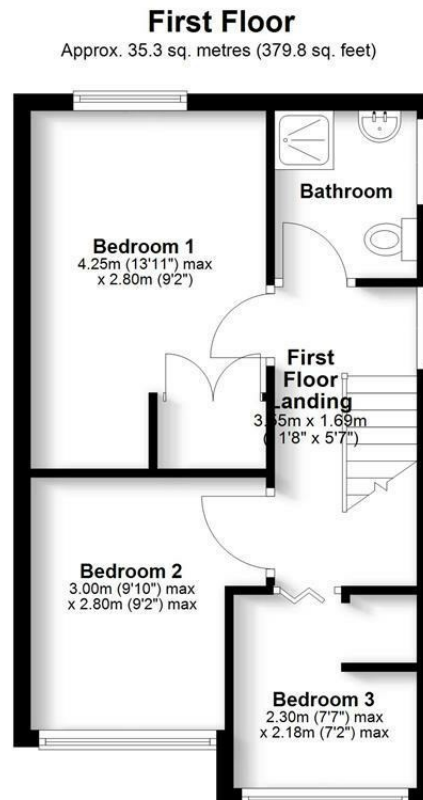 First Floor
Approx. 35.3 sq. metres (379.8 sq. feet)
Bathroom
Bedroom 1
4.25m (13'11") max
x 2.80m (9'2")
First
Floor
Landing
x 1.69m
x 5'7")
Bedroom 2
3.00m (9'10") max
x 2.80m (9'2") max
Bedroom 3
2.30m (7'7") max
x 2.18m (7'2") max